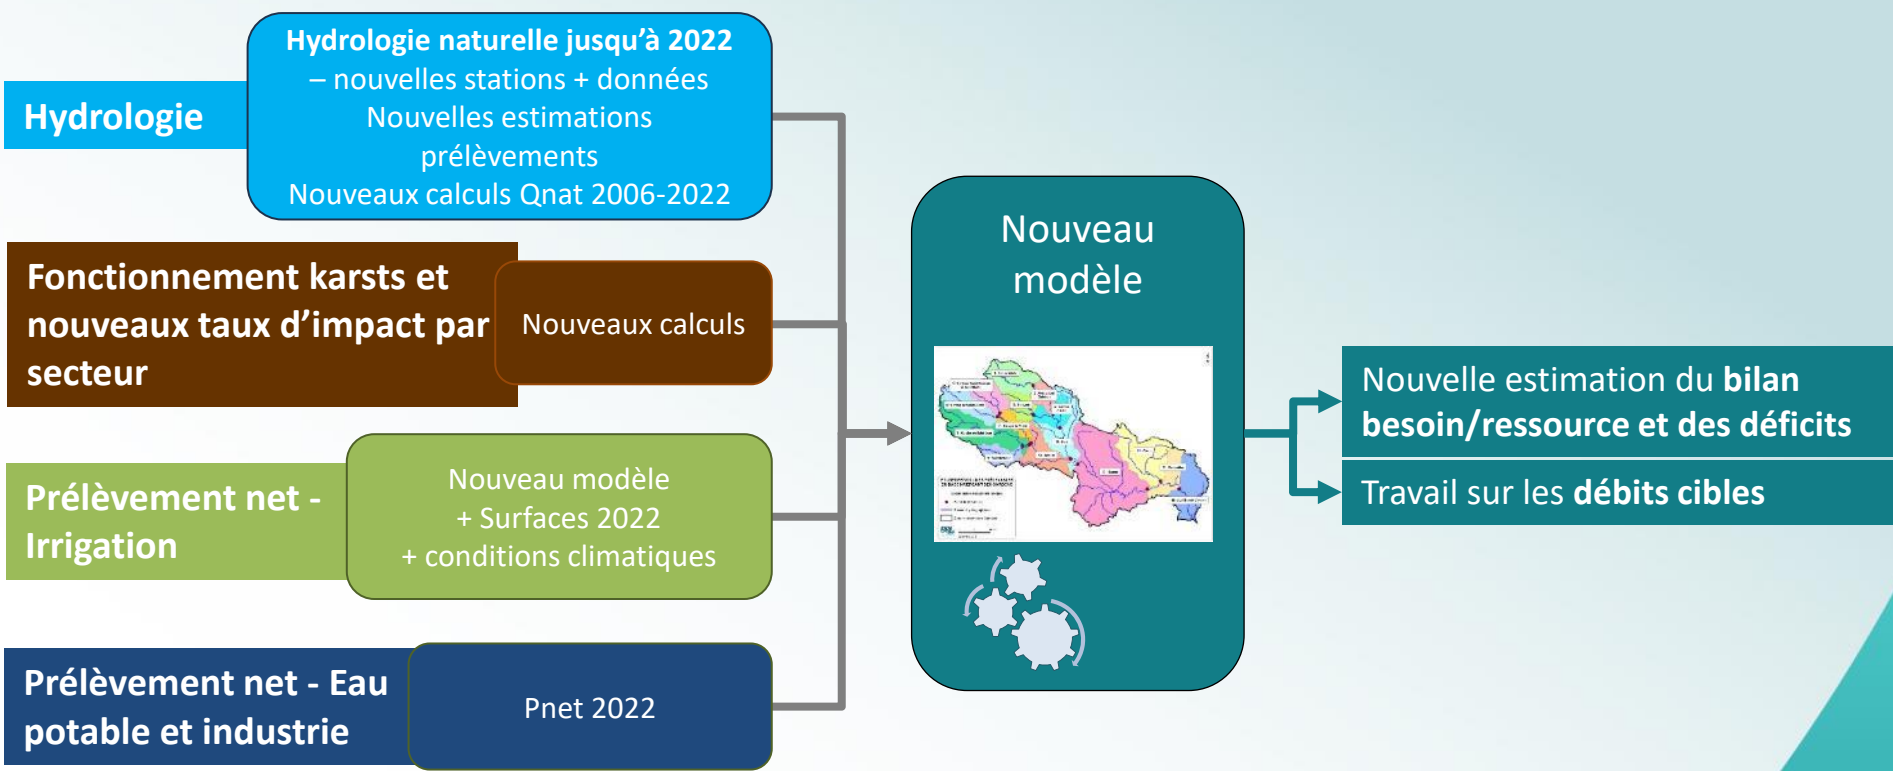 Hydrologie
Hydrologie naturelle jusqu'à 2022
– nouvelles stations + données
Nouvelles estimations
prélèvements
Nouveaux calculs Qnat 2006-2022
Fonctionnement karsts et
nouveaux taux d'impact par
secteur
Nouveaux calculs
Prélèvement net -
Irrigation
Nouveau modèle
+ Surfaces 2022
+ conditions climatiques
Prélèvement net - Eau
potable et industrie
Pnet 2022
Nouveau
modèle
Nouvelle estimation du bilan
besoin/ressource et des déficits
Travail sur les débits cibles